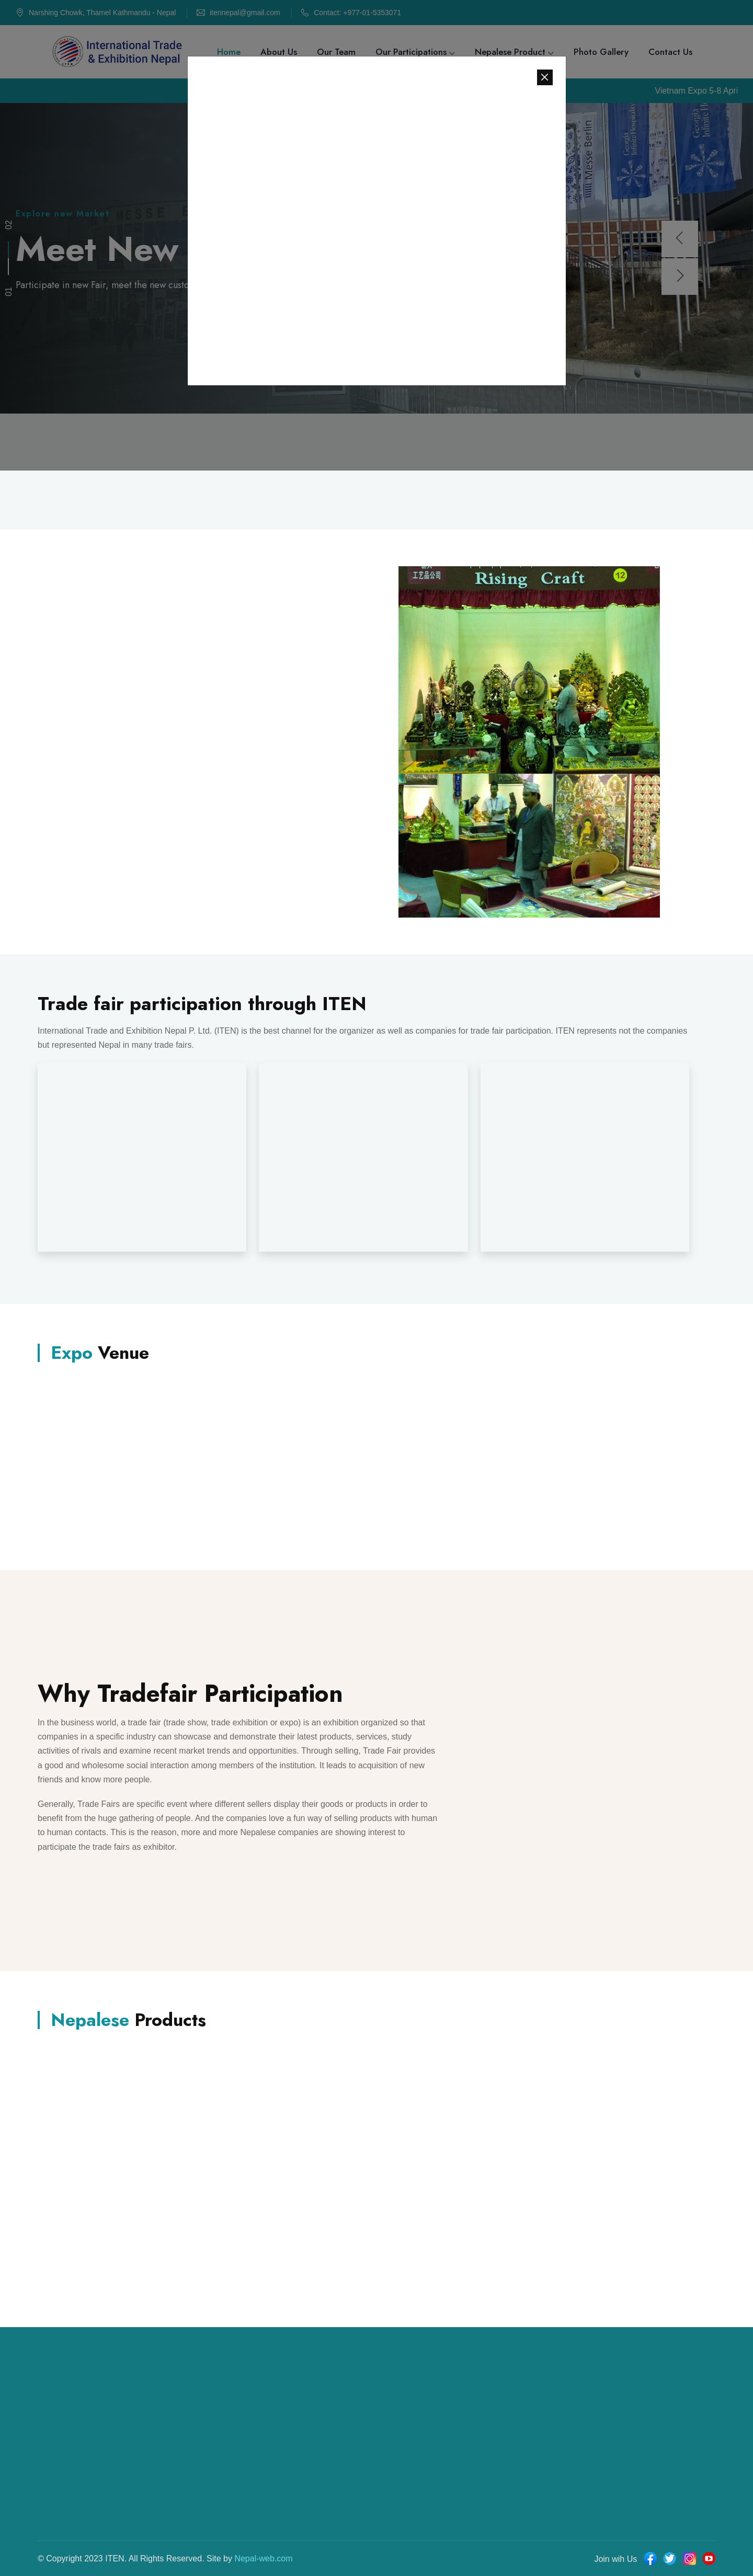 Narshing Chowk, Thamel Kathmandu - Nepal
itennepal@gmail.com
Contact: +977-01-5353071
International Trade
& Exhibition Nepal
Home
About Us
Our Team
Our Participations
Nepalese Product
Photo Gallery
Contact Us
Vietnam Expo 5-8 Apri
Messe Berlin
Explore new Market
02
Meet New
01
Participate in new Fair, meet the new custo
工艺品公司
Rising Craft
12
Trade fair participation through ITEN
International Trade and Exhibition Nepal P. Ltd. (ITEN) is the best channel for the organizer as well as companies for trade fair participation. ITEN represents not the companies
but represented Nepal in many trade fairs.
Expo Venue
Why Tradefair Participation
In the business world, a trade fair (trade show, trade exhibition or expo) is an exhibition organized so that
companies in a specific industry can showcase and demonstrate their latest products, services, study
activities of rivals and examine recent market trends and opportunities. Through selling, Trade Fair provides
a good and wholesome social interaction among members of the institution. It leads to acquisition of new
friends and know more people.
Generally, Trade Fairs are specific event where different sellers display their goods or products in order to
benefit from the huge gathering of people. And the companies love a fun way of selling products with human
to human contacts. This is the reason, more and more Nepalese companies are showing interest to
participate the trade fairs as exhibitor.
Nepalese Products
© Copyright 2023 ITEN. All Rights Reserved. Site by Nepal-web.com
Join wih Us